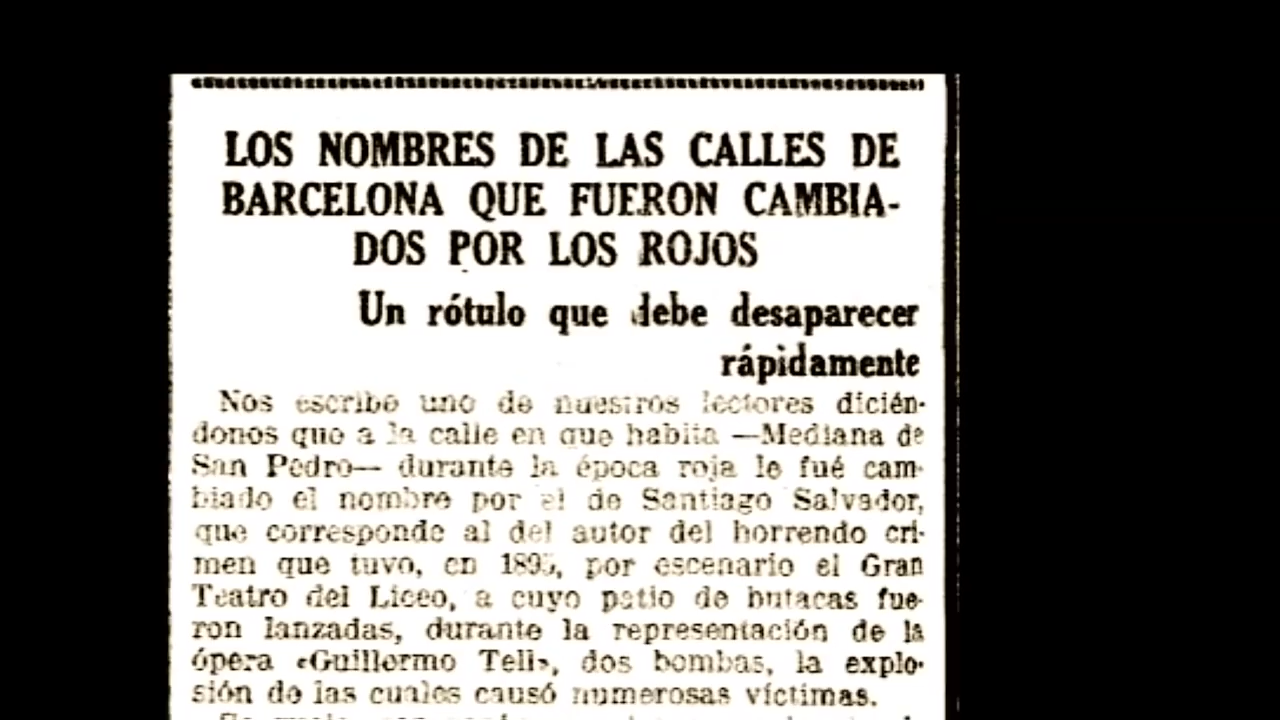 LOS NOMBRES DE LAS CALLES DE
BARCELONA QUE FUERON CAMBIA-
DOS POR LOS ROJOS
Un rótulo que debe desaparecer
rápidamente
Nos escribe uno de nuestros lectores dicién-
donos que a la calle en que habita —Mediana de
San Pedro— durante la época roja le fué cam-
biado el nombre por el de Santiago Salvador,
que corresponde al del autor del horrendo cri-
men que tuvo, en por escenario el Gran
Teatro del Liceo, a cuyo patio de butacas fue-
ron lanzadas, durante la representación de la
ópera «Guillermo Tell», dos bombas, la explo-
sión de las cuales causó numerosas víctimas.